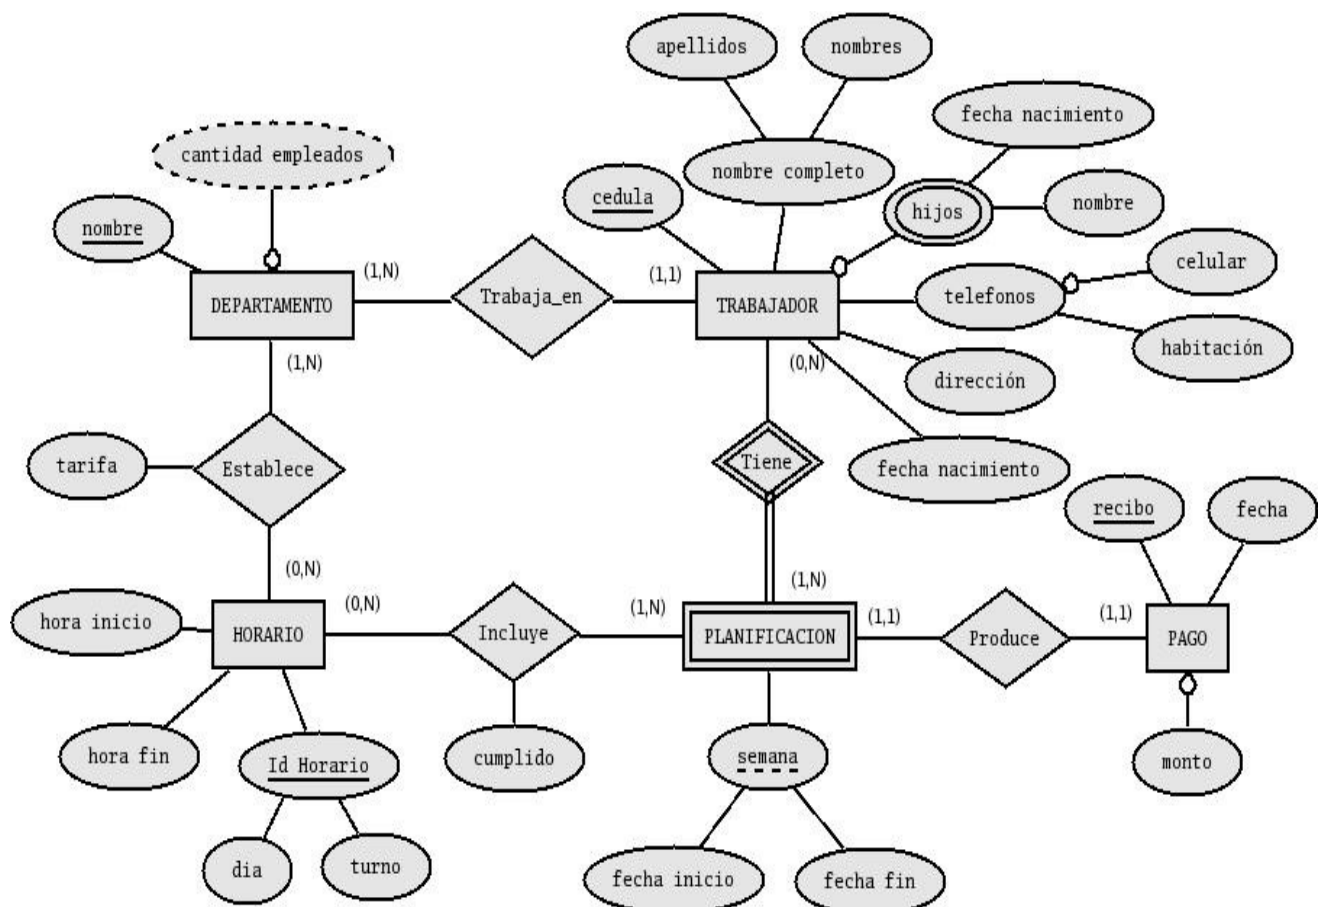 apellidos
nombres
fecha nacimiento
cantidad empleados
nombre completo
cedula
hijos
nombre
nombre
celular
(1,N)
(1,1)
DEPARTAMENTO
Trabaja_en
TRABAJADOR
telefonos
habitación
(1,N)
(0,N)
dirección
tarifa
Establece
Tiene
fecha nacimiento
recibo
fecha
(0,N)
(0,N)
(1,N)
(1,N)
(1,1)
(1,1)
hora inicio
HORARIO
Incluye
PLANIFICACION
Produce
PAGO
hora fin
Id Horario
cumplido
semana
monto
dia
turno
fecha inicio
fecha fin